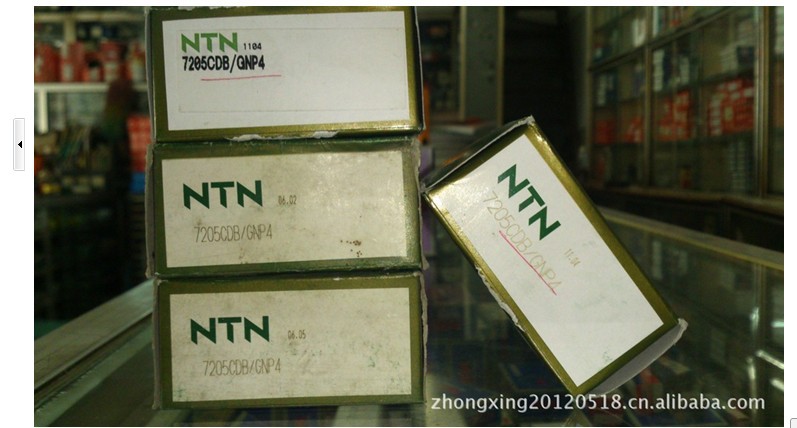 NTN 1104
7205CDB/GNP4
NTN 06.02
7205CDB/GNP4
NTN 06.05
7205CDB/GNP4
NTN
7205CDB/GNP4 11.04
zhongxing20120518.cn.alibaba.com